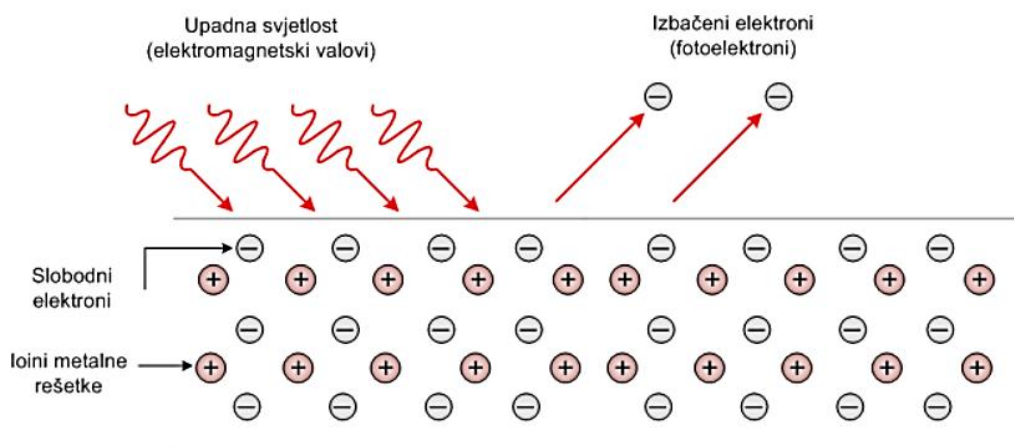 Upadna svjetlost
(elektromagnetski valovi)
Izbačeni elektroni
(fotoelektroni)
Slobodni
elektroni
Ioini metalne
rešetke